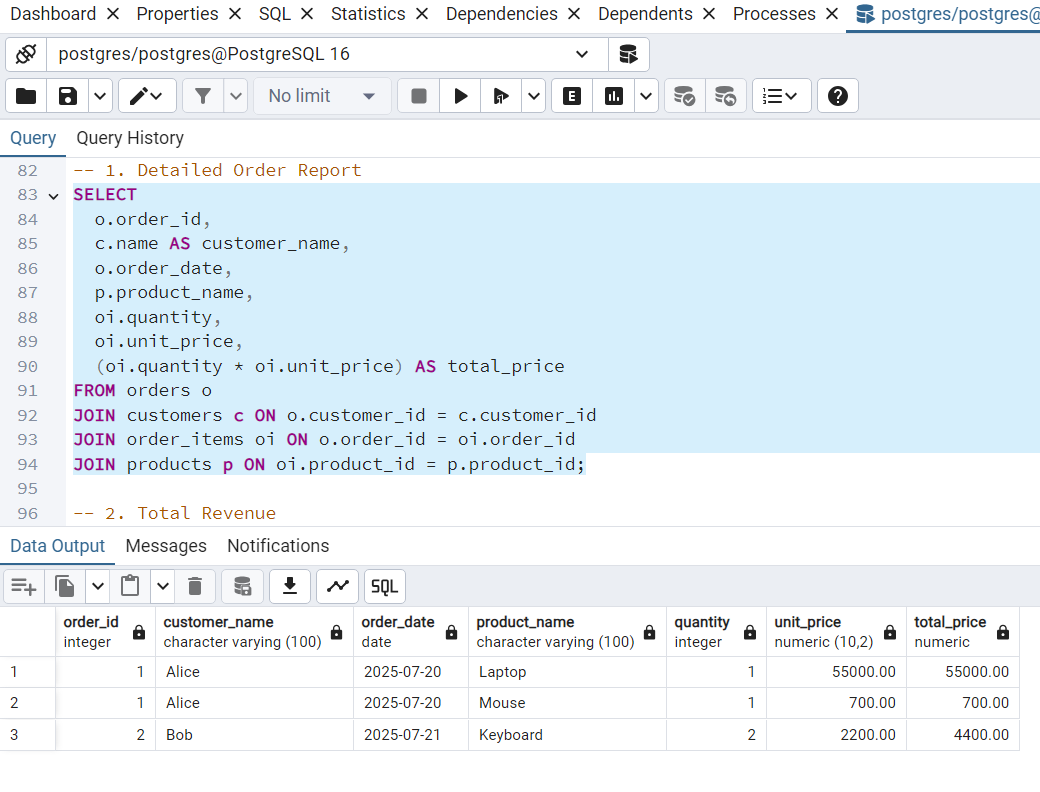 Dashboard Properties SQL Statistics Dependencies Dependents Processes postgres/postgres@
postgres/postgres@PostgreSQL 16
No limit E
Query Query History
82 -- 1. Detailed Order Report
83 SELECT
84 o.order_id,
85 c.name AS customer_name,
86 o.order_date,
87 p.product_name,
88 oi.quantity,
89 oi.unit_price,
90 (oi.quantity * oi.unit_price) AS total_price
91 FROM orders o
92 JOIN customers c ON o.customer_id = c.customer_id
93 JOIN order_items oi ON o.order_id = oi.order_id
94 JOIN products p ON oi.product_id = p.product_id;
95
96 -- 2. Total Revenue
Data Output Messages Notifications
SQL
order_id customer_name order_date product_name quantity unit_price total_price
integer character varying (100) date character varying (100) integer numeric (10,2) numeric
1 1 Alice 2025-07-20 Laptop 1 55000.00 55000.00
2 1 Alice 2025-07-20 Mouse 1 700.00 700.00
3 2 Bob 2025-07-21 Keyboard 2 2200.00 4400.00